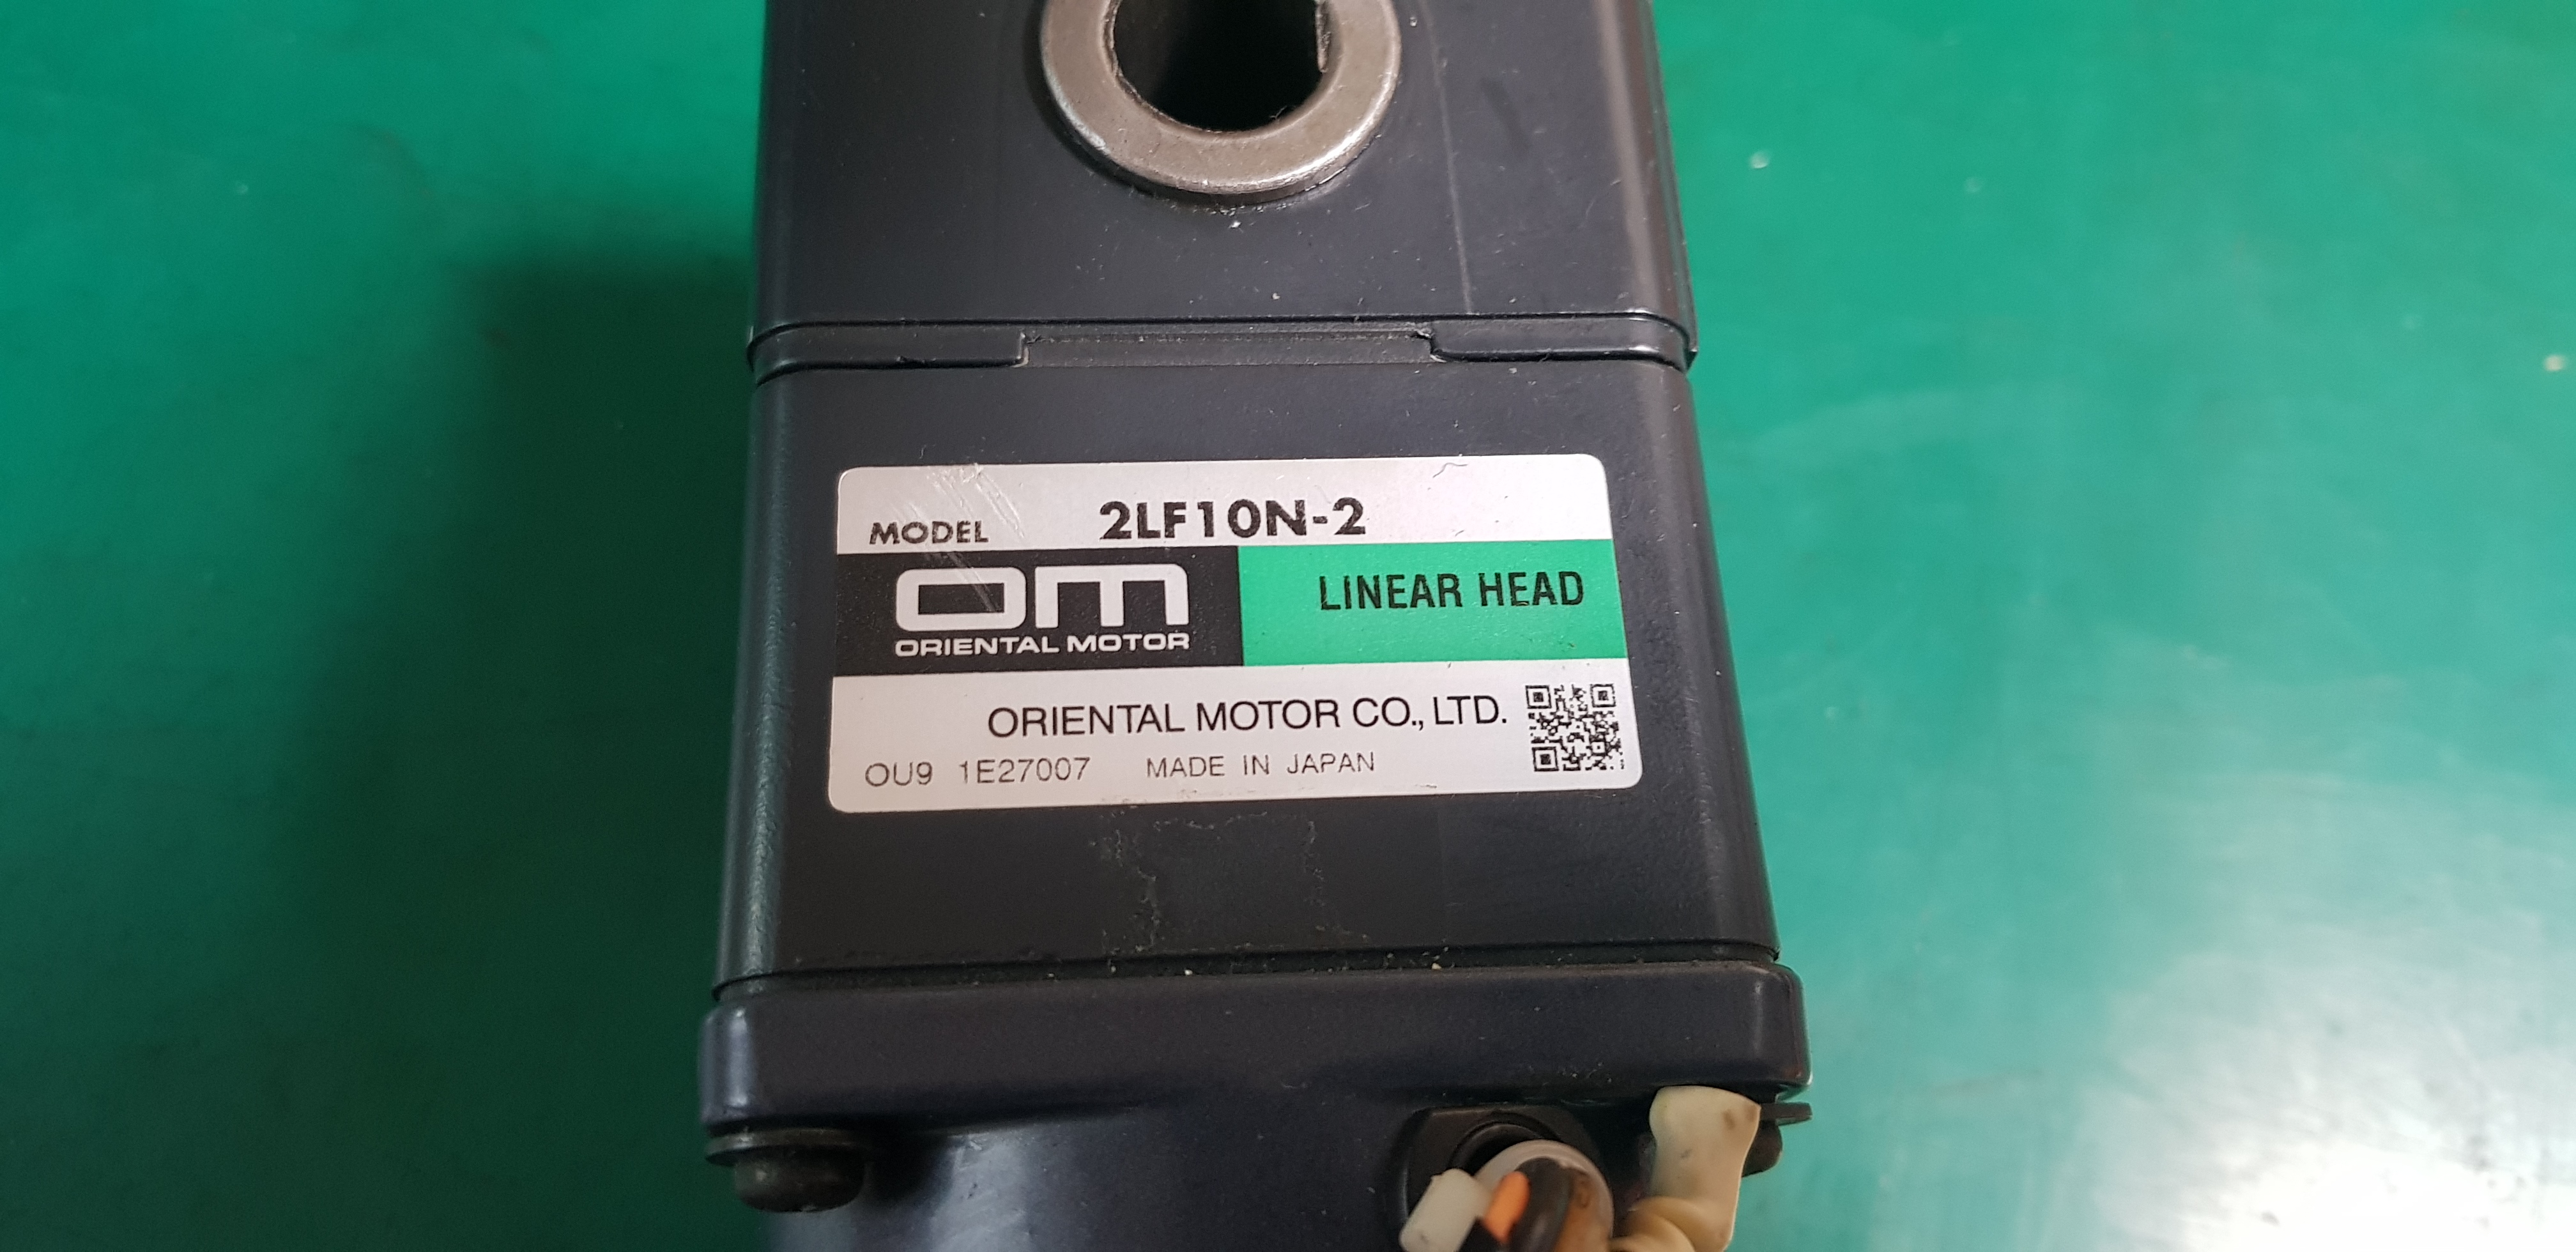 MODEL 2LF10N-2
om
ORIENTAL MOTOR
LINEAR HEAD
ORIENTAL MOTOR CO., LTD.
OU9 1E27007 MADE IN JAPAN